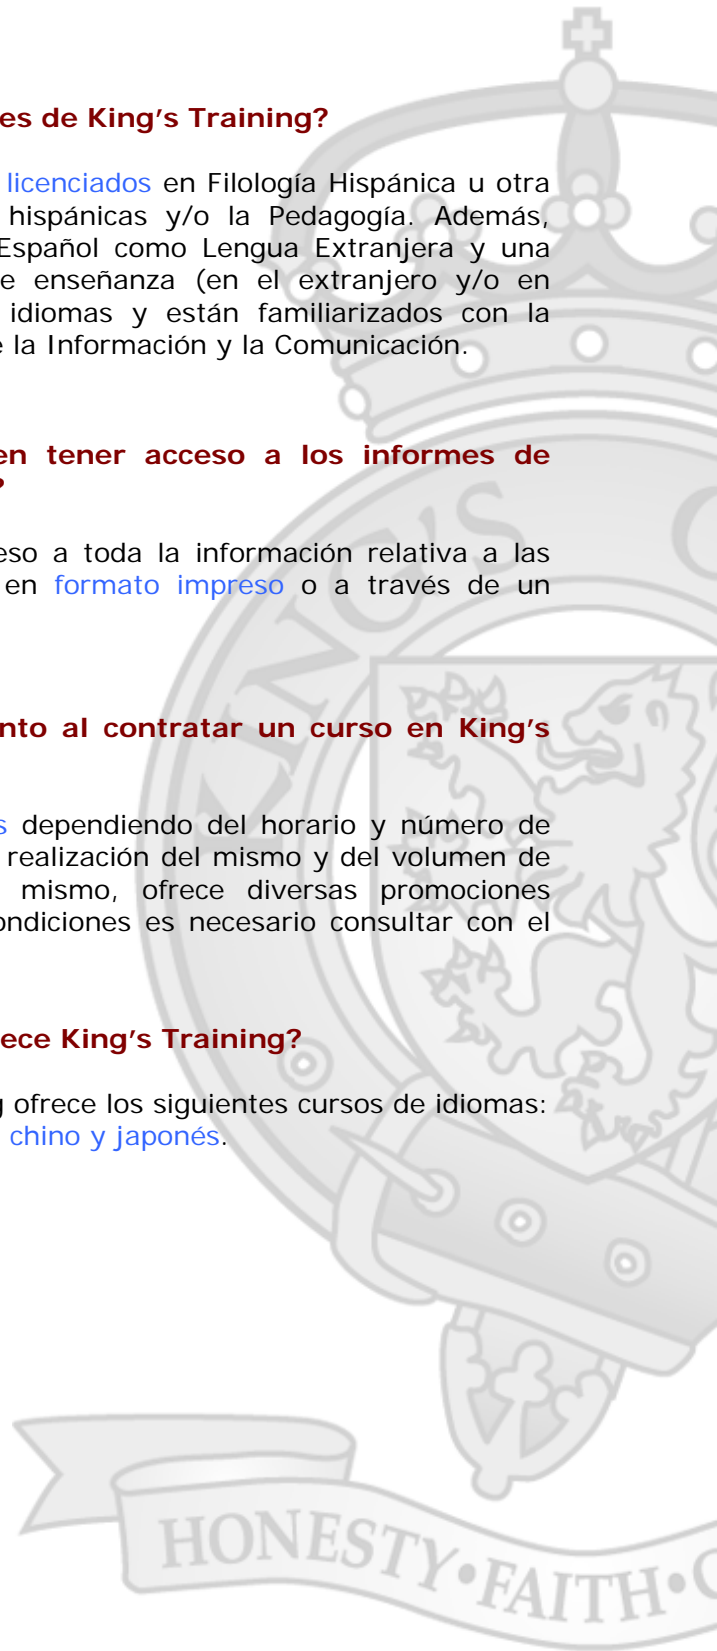 es de King's Training?
licenciados en Filología Hispánica u otra
hispánicas y/o la Pedagogía. Además,
Español como Lengua Extranjera y una
e enseñanza (en el extranjero y/o en
idiomas y están familiarizados con la
e la Información y la Comunicación.
en tener acceso a los informes de
?
eso a toda la información relativa a las
en formato impreso o a través de un
nto al contratar un curso en King's
s dependiendo del horario y número de
realización del mismo y del volumen de
mismo, ofrece diversas promociones
ondiciones es necesario consultar con el
ece King's Training?
g ofrece los siguientes cursos de idiomas:
chino y japonés.
KING'S C
HONESTY·FAITH·C